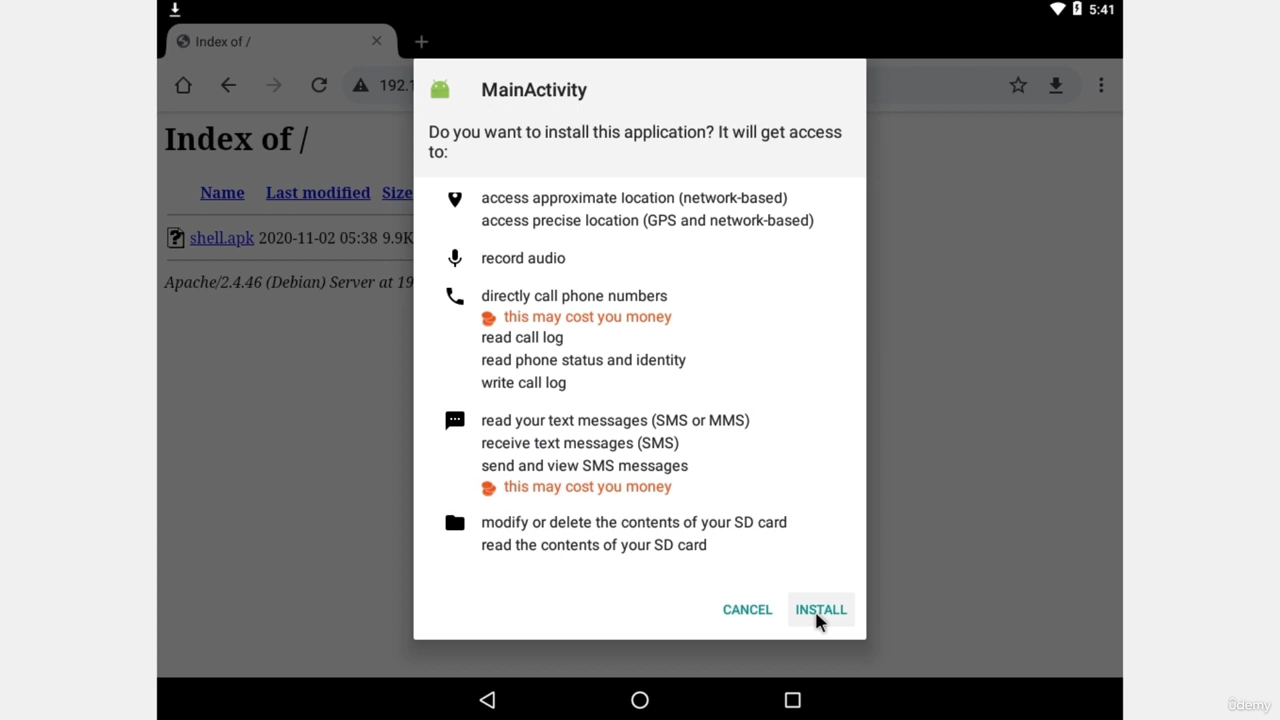 5:41
Index of /
192.1
MainActivity
Do you want to install this application? It will get access
to:
Index of /
Name Last modified Size
shell.apk 2020-11-02 05:38 9.9K
Apache/2.4.46 (Debian) Server at 19
access approximate location (network-based)
access precise location (GPS and network-based)
record audio
directly call phone numbers
this may cost you money
read call log
read phone status and identity
write call log
read your text messages (SMS or MMS)
receive text messages (SMS)
send and view SMS messages
this may cost you money
modify or delete the contents of your SD card
read the contents of your SD card
CANCEL INSTALL
ûdemy